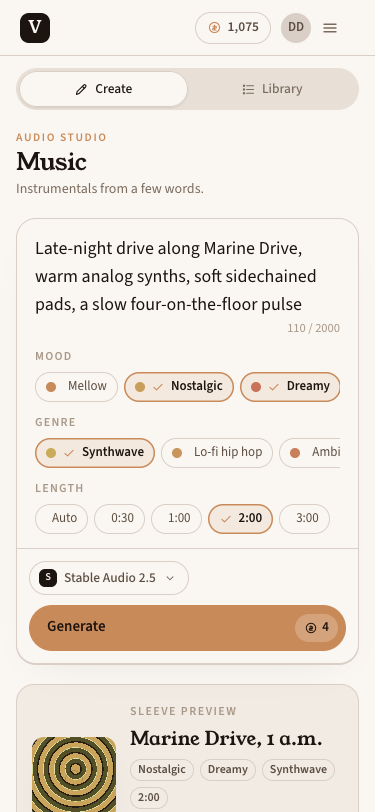 V
1,075
DD
Create
Library
AUDIO STUDIO
Music
Instrumentals from a few words.
Late-night drive along Marine Drive,
warm analog synths, soft sidechained
pads, a slow four-on-the-floor pulse
110 / 2000
MOOD
Mellow Nostalgic Dreamy
GENRE
Synthwave Lo-fi hip hop Ambi
LENGTH
Auto 0:30 1:00 2:00 3:00
S Stable Audio 2.5
Generate 4
SLEEVE PREVIEW
Marine Drive, 1 a.m.
Nostalgic Dreamy Synthwave
2:00